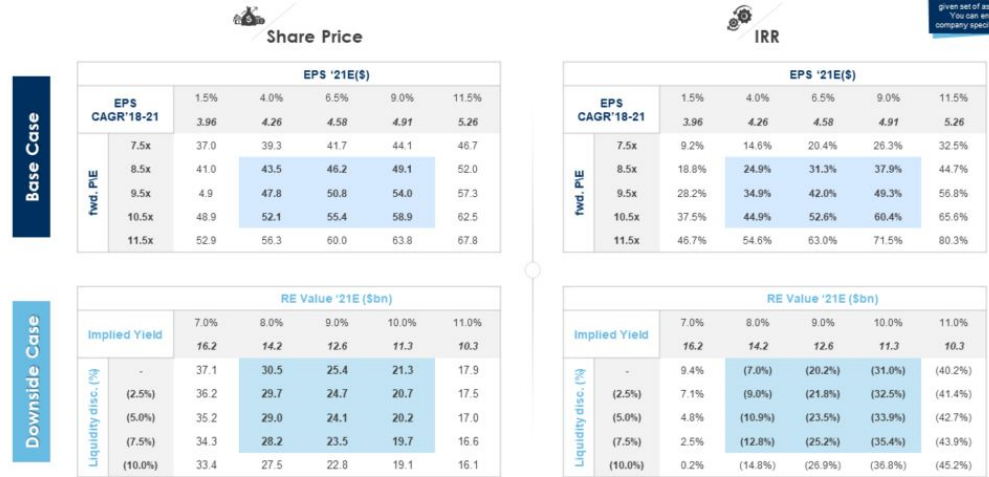 given set of as
You can en
company speci
Share Price
IRR
Base Case
EPS '21E($)
EPS CAGR'18-21
1.5% 4.0% 6.5% 9.0% 11.5%
3.96 4.26 4.58 4.91 5.26
fwd. P\E
7.5x 37.0 39.3 41.7 44.1 46.7
8.5x 41.0 43.5 46.2 49.1 52.0
9.5x 4.9 47.8 50.8 54.0 57.3
10.5x 48.9 52.1 55.4 58.9 62.5
11.5x 52.9 56.3 60.0 63.8 67.8
EPS '21E($)
EPS CAGR'18-21
1.5% 4.0% 6.5% 9.0% 11.5%
3.96 4.26 4.58 4.91 5.26
fwd. P\E
7.5x 9.2% 14.6% 20.4% 26.3% 32.5%
8.5x 18.8% 24.9% 31.3% 37.9% 44.7%
9.5x 28.2% 34.9% 42.0% 49.3% 56.8%
10.5x 37.5% 44.9% 52.6% 60.4% 65.6%
11.5x 46.7% 54.6% 63.0% 71.5% 80.3%
Downside Case
RE Value '21E ($bn)
Implied Yield
7.0% 8.0% 9.0% 10.0% 11.0%
16.2 14.2 12.6 11.3 10.3
Liquidity disc. (%)
- 37.1 30.5 25.4 21.3 17.9
(2.5%) 36.2 29.7 24.7 20.7 17.5
(5.0%) 35.2 29.0 24.1 20.2 17.0
(7.5%) 34.3 28.2 23.5 19.7 16.6
(10.0%) 33.4 27.5 22.8 19.1 16.1
RE Value '21E ($bn)
Implied Yield
7.0% 8.0% 9.0% 10.0% 11.0%
16.2 14.2 12.6 11.3 10.3
Liquidity disc. (%)
- 9.4% (7.0%) (20.2%) (31.0%) (40.2%)
(2.5%) 7.1% (9.0%) (21.8%) (32.5%) (41.4%)
(5.0%) 4.8% (10.9%) (23.5%) (33.9%) (42.7%)
(7.5%) 2.5% (12.8%) (25.2%) (35.4%) (43.9%)
(10.0%) 0.2% (14.8%) (26.9%) (36.8%) (45.2%)